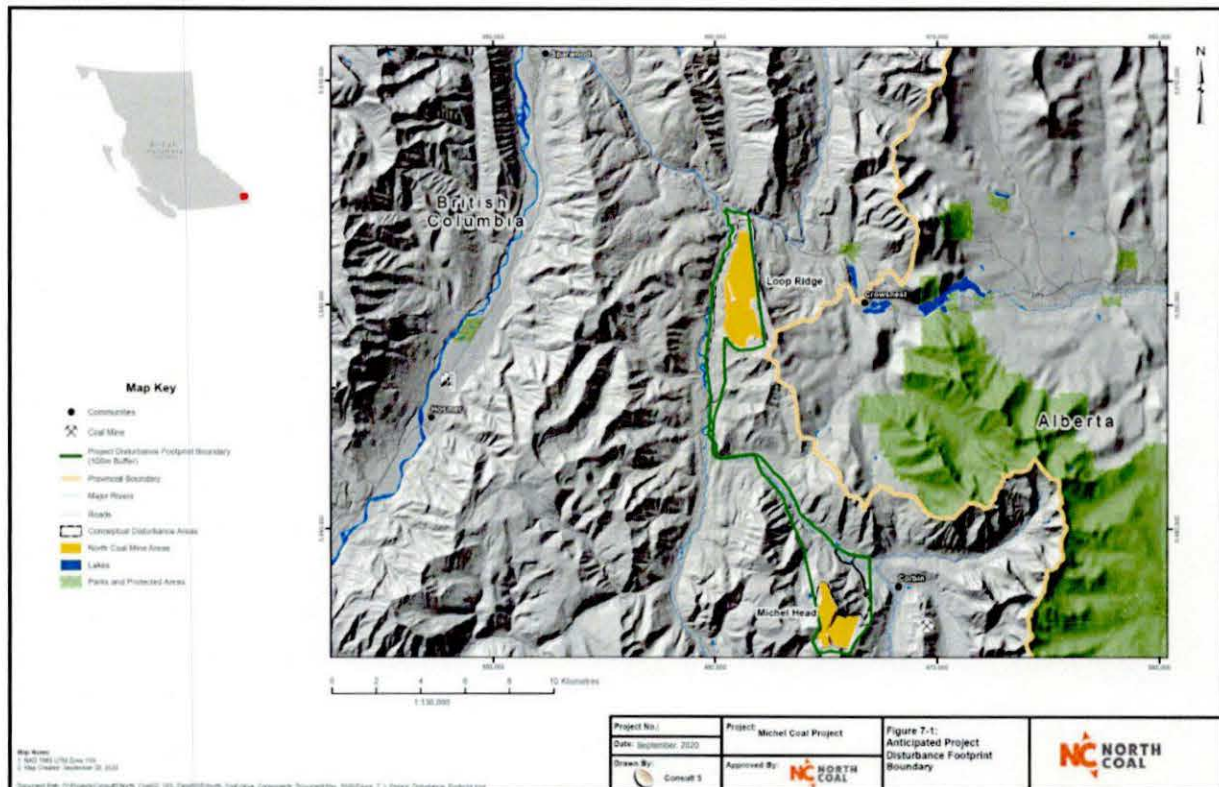 N
Sparwood
British
Columbia
Loop Ridge
Crowsnest
Hosmer
Alberta
Corbin
Michel Head
Map Key
Communities
Coal Mine
Project Disturbance Footprint Boundary
(100m Buffer)
Provincial Boundary
Major Roads
Roads
Conceptual Disturbance Areas
North Coal Mine Areas
Lakes
Parks and Protected Areas
0 2 4 6 8 10 Kilometres
1:130,000
Map Notes:
Project No.:
Date: September, 2020
Drawn By:
Consult 5
Project: Michel Coal Project
Approved By:
NC NORTH
COAL
Figure 7-1:
Anticipated Project
Disturbance Footprint
Boundary
NC NORTH
COAL